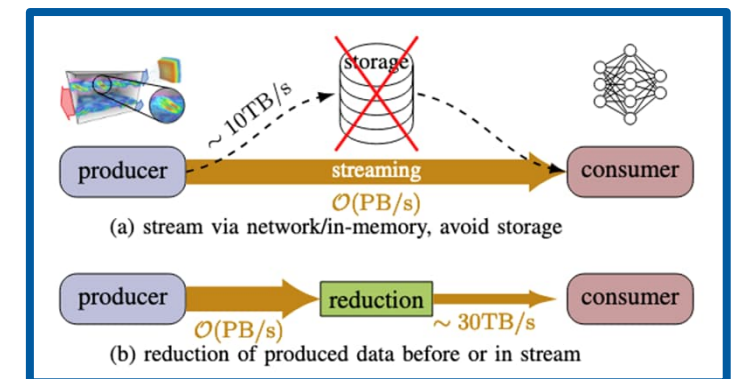 storage
~ 10TB/s
producer
streaming
consumer
O(PB/s)
(a) stream via network/in-memory, avoid storage
producer
reduction
consumer
O(PB/s)
~ 30TB/s
(b) reduction of produced data before or in stream